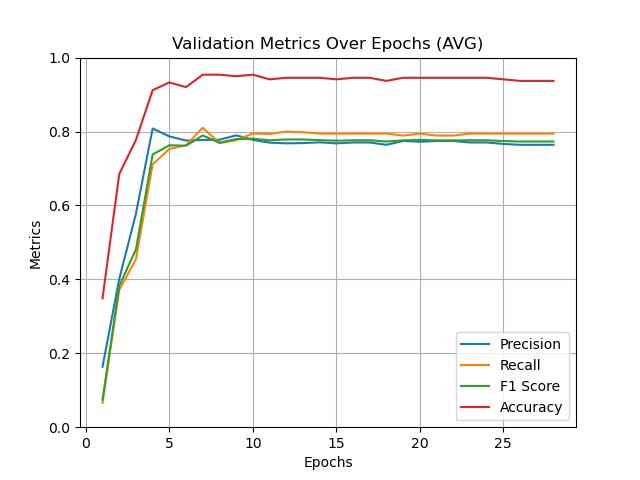 Validation Metrics Over Epochs (AVG)
1.0
0.8
0.6
0.4
0.2
0.0
Metrics
Precision
Recall
F1 Score
Accuracy
0 5 10 15 20 25
Epochs